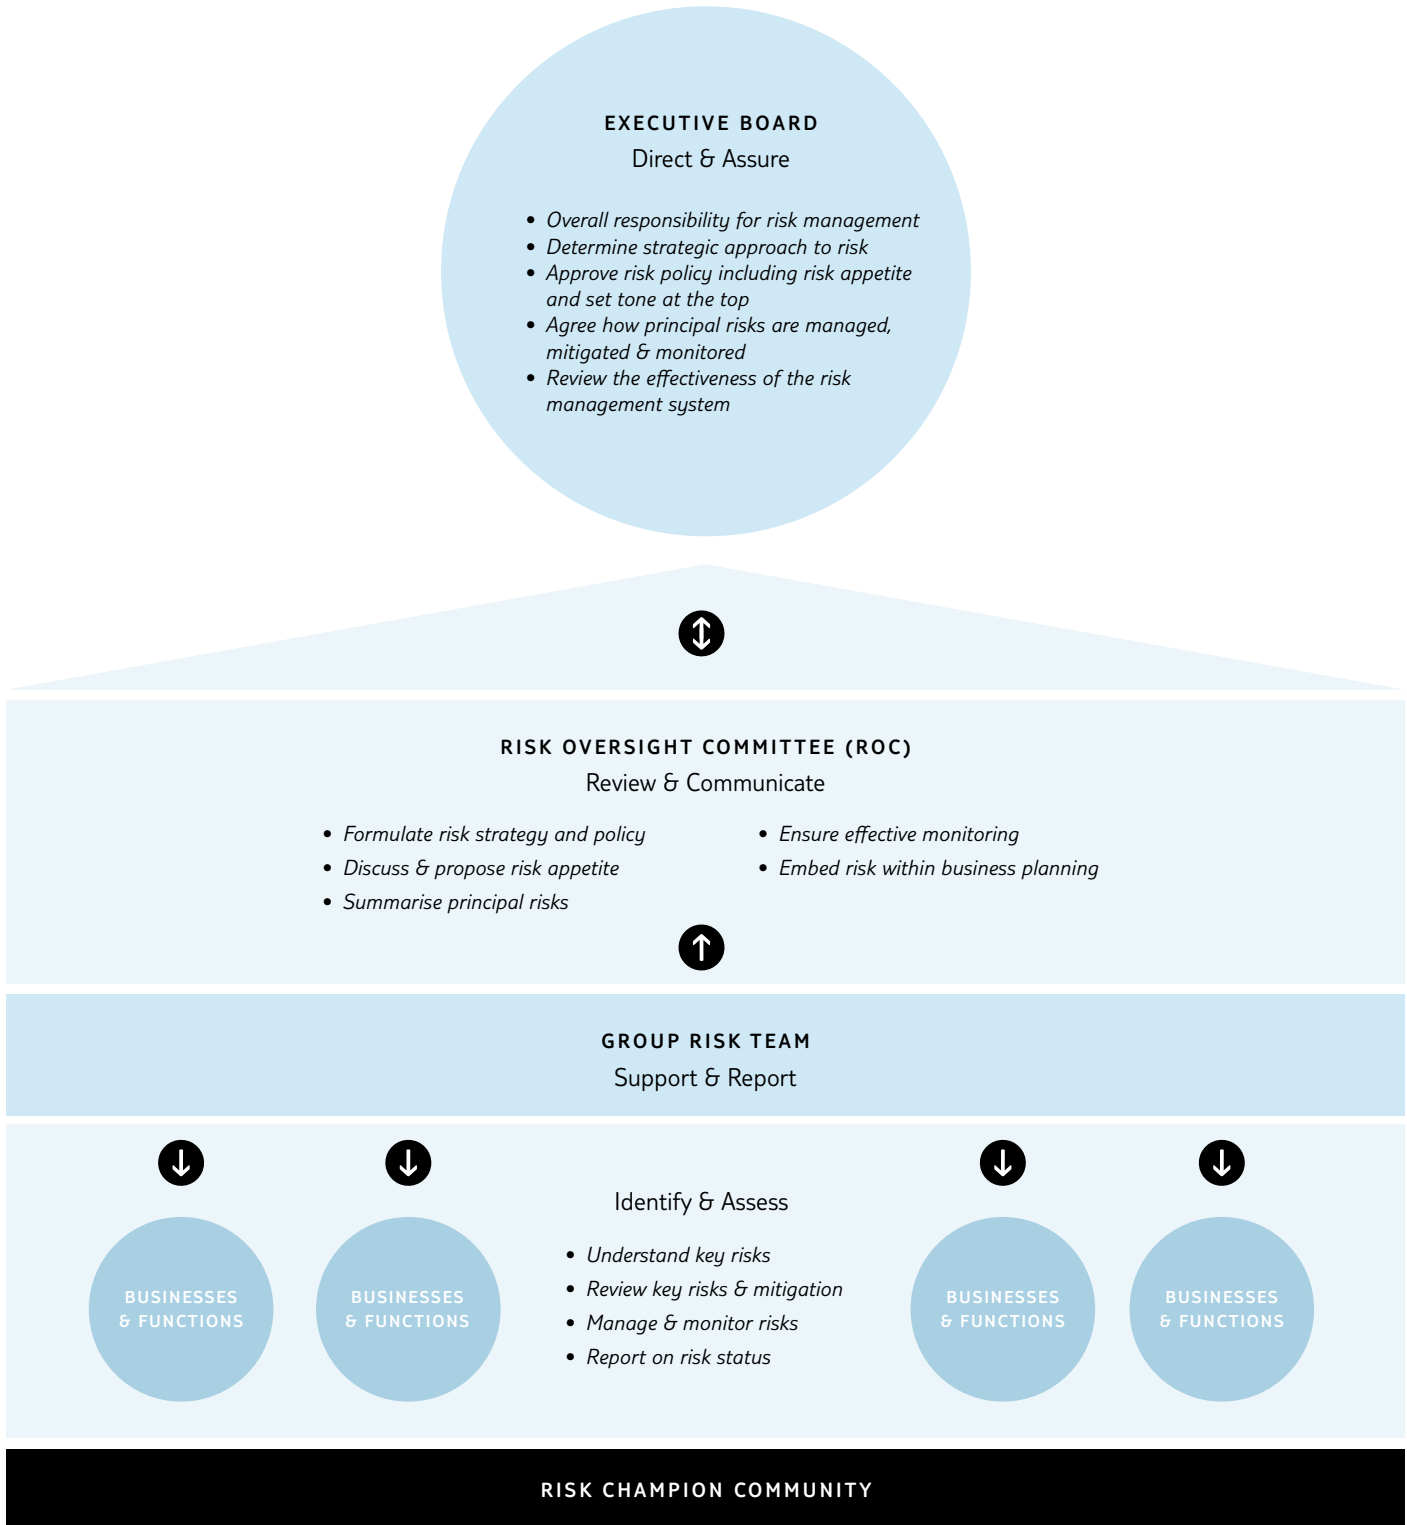 EXECUTIVE BOARD
Direct & Assure
• Overall responsibility for risk management
• Determine strategic approach to risk
• Approve risk policy including risk appetite
and set tone at the top
• Agree how principal risks are managed,
mitigated & monitored
• Review the effectiveness of the risk
management system
RISK OVERSIGHT COMMITTEE (ROC)
Review & Communicate
• Formulate risk strategy and policy
• Discuss & propose risk appetite
• Summarise principal risks
• Ensure effective monitoring
• Embed risk within business planning
GROUP RISK TEAM
Support & Report
BUSINESSES
& FUNCTIONS
BUSINESSES
& FUNCTIONS
Identify & Assess
• Understand key risks
• Review key risks & mitigation
• Manage & monitor risks
• Report on risk status
BUSINESSES
& FUNCTIONS
BUSINESSES
& FUNCTIONS
RISK CHAMPION COMMUNITY